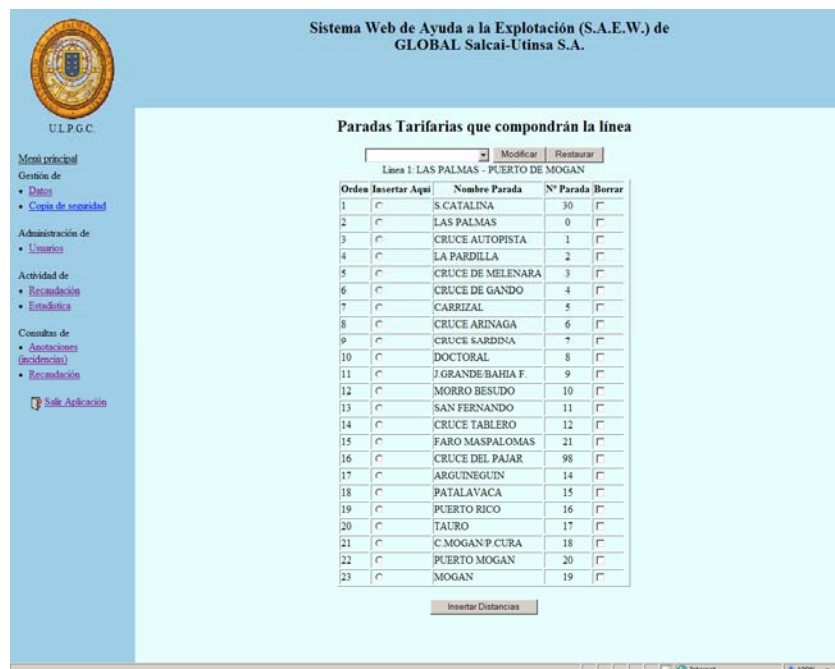 Sistema Web de Ayuda a la Explotación (S.A.E.W.) de
GLOBAL Salcai-Utinsa S.A.
U.L.P.G.C.
Menú principal
Gestión de
• Datos
• Copia de seguridad
Administración de
• Usuarios
Actividad de
• Recaudación
• Estadística
Consultas de
• Anotaciones
(incidencias)
• Recaudación
Salir Aplicación
Paradas Tarifarias que compondrán la línea
Modificar Restaurar
Línea 1: LAS PALMAS - PUERTO DE MOGAN
Orden Insertar Aquí Nombre Parada Nº Parada Borrar
1 S.CATALINA 30
2 LAS PALMAS 0
3 CRUCE AUTOPISTA 1
4 LA PARDILLA 2
5 CRUCE DE MELENARA 3
6 CRUCE DE GANDO 4
7 CARRIZAL 5
8 CRUCE ARINAGA 6
9 CRUCE SARDINA 7
10 DOCTORAL 8
11 J.GRANDE/BAHIA F. 9
12 MORRO BESUDO 10
13 SAN FERNANDO 11
14 CRUCE TABLERO 12
15 FARO MASPALOMAS 21
16 CRUCE DEL PAJAR 98
17 ARGUINEGUIN 14
18 PATALAVACA 15
19 PUERTO RICO 16
20 TAURO 17
21 C.MOGAN/P.CURA 18
22 PUERTO MOGAN 20
23 MOGAN 19
Insertar Distancias